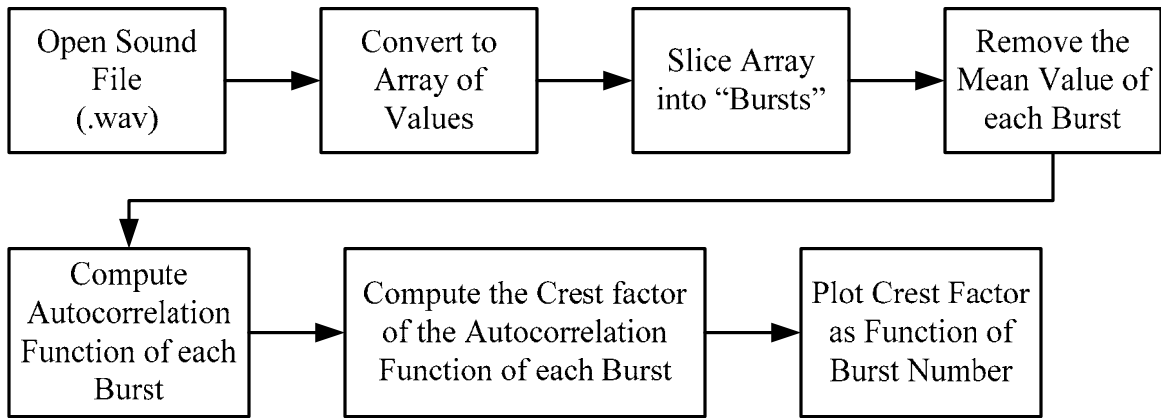 Open Sound
File
(.wav)
Convert to
Array of
Values
Slice Array
into “Bursts”
Remove the
Mean Value of
each Burst
Compute
Autocorrelation
Function of each
Burst
Compute the Crest factor
of the Autocorrelation
Function of each Burst
Plot Crest Factor
as Function of
Burst Number